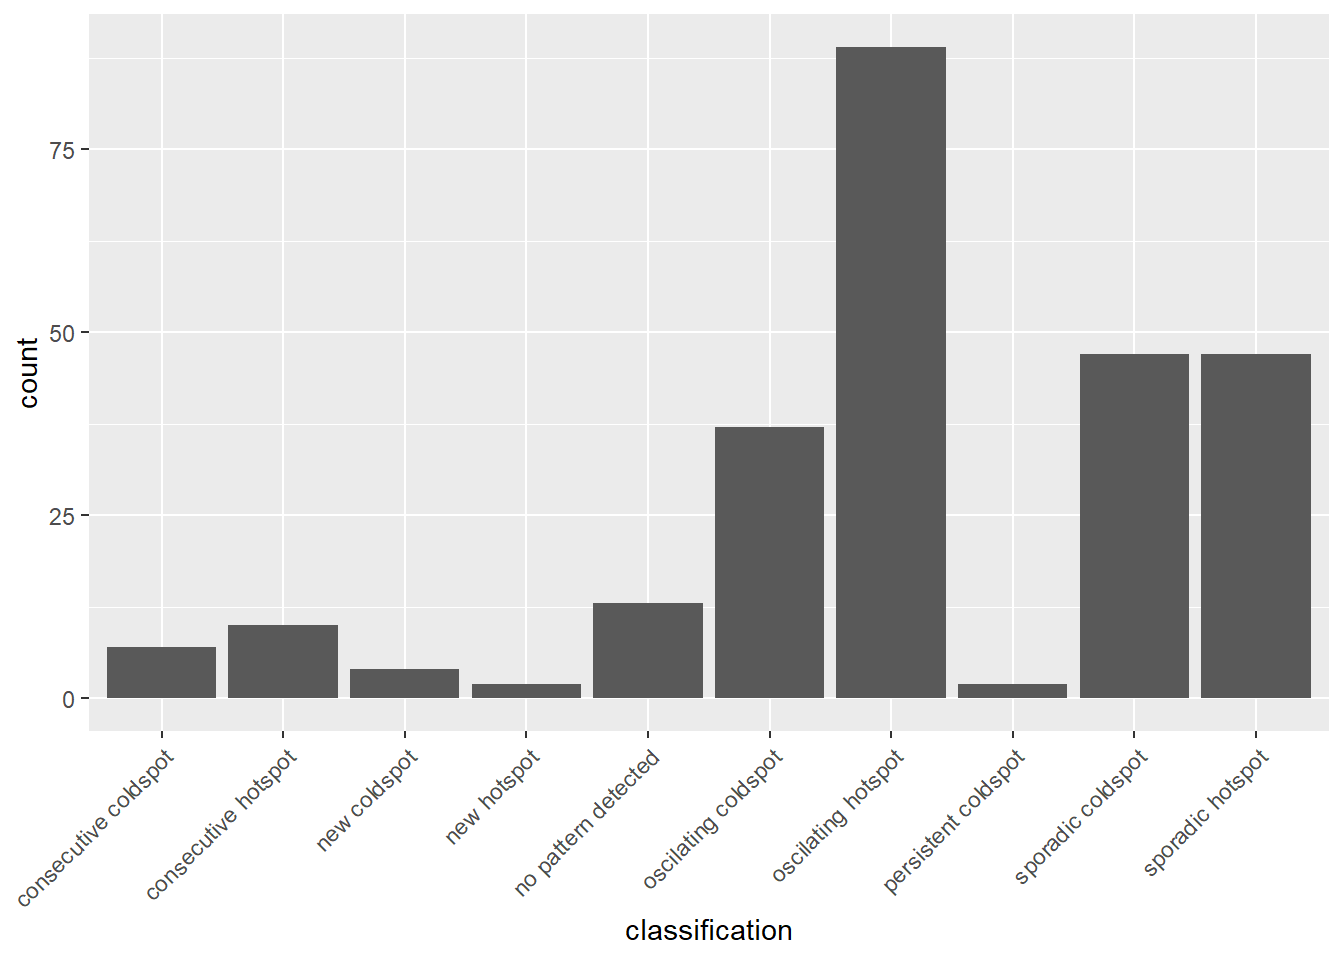 75
50
25
0
count
consecutive coldspot
consecutive hotspot
new coldspot
new hotspot
no pattern detected
oscilating coldspot
oscilating hotspot
persistent coldspot
sporadic coldspot
sporadic hotspot
classification